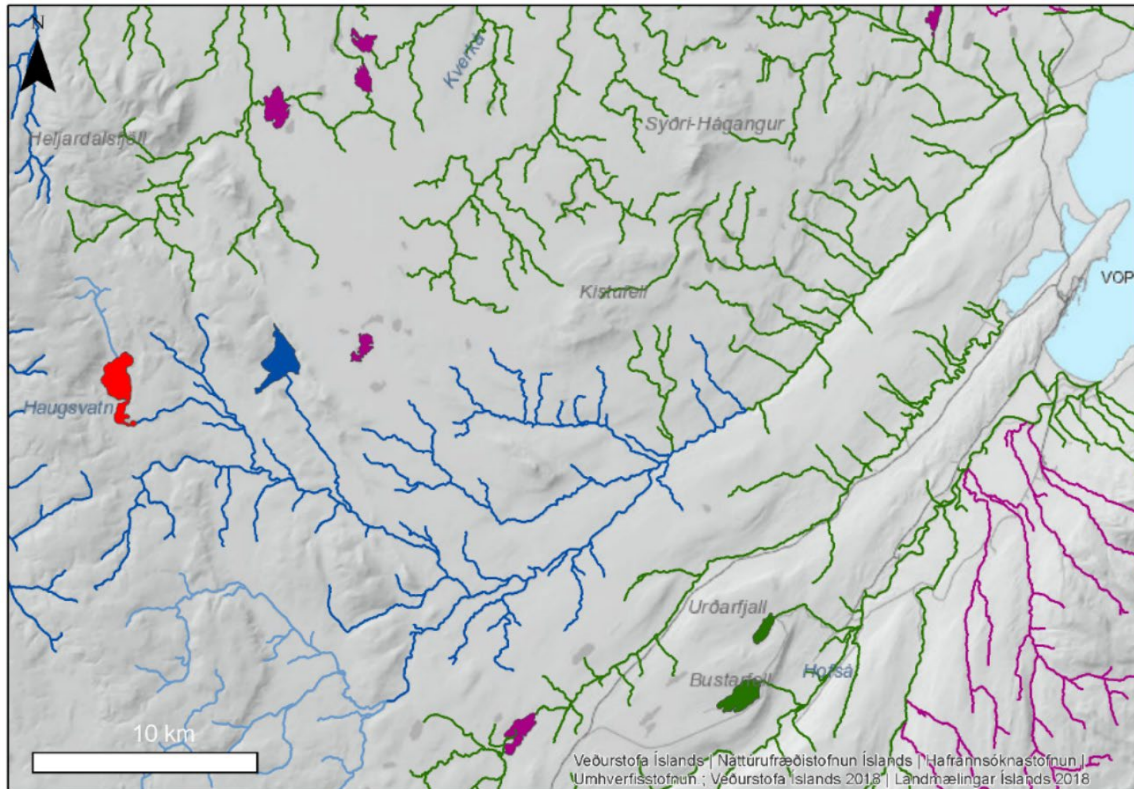 N
Kverká
Heljardalsfjöll
Syðri-Hágangur
Kistufell
VOP
Haugsvatn
Urðarfjall
Hofsá
Bustarfell
10 km
Veðurstofa Íslands | Náttúrufræðistofnun Íslands | Hafrannsóknastofnun |
Umhverfisstofnun ; Veðurstofa Íslands 2018 | Landmælingar Íslands 2018